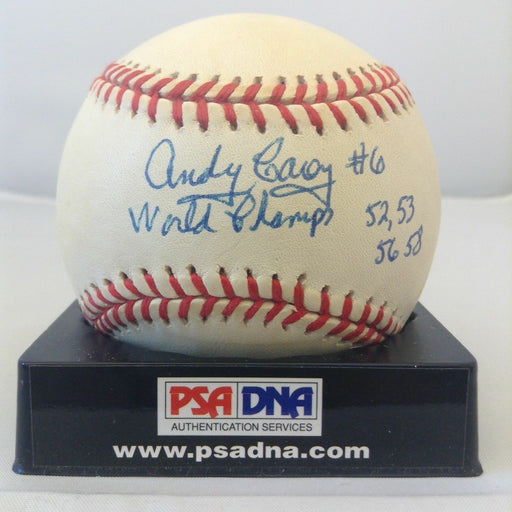 Andy Carey #6
World Champs 52, 53
56 58
PSA DNA
AUTHENTICATION SERVICES
www.psadna.com